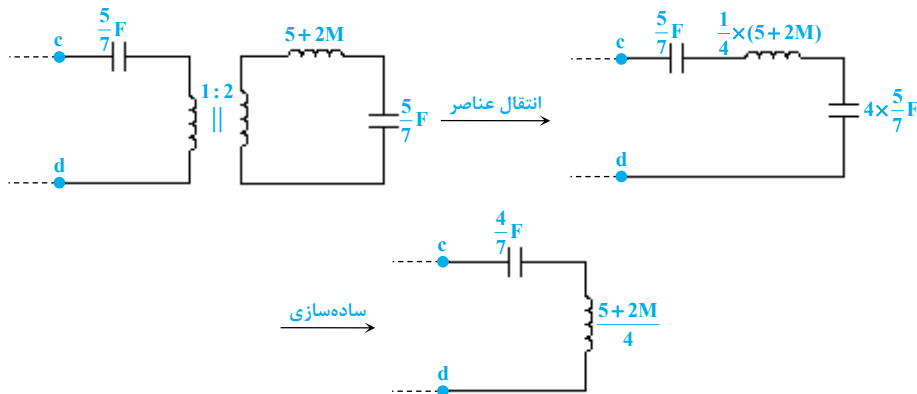 c
5/7 F
5+2M
1:2
||
5/7 F
d
انتقال عناصر
c
5/7 F
1/4 ×(5+2M)
4×5/7 F
d
ساده‌سازی
c
4/7 F
5+2M/4
d